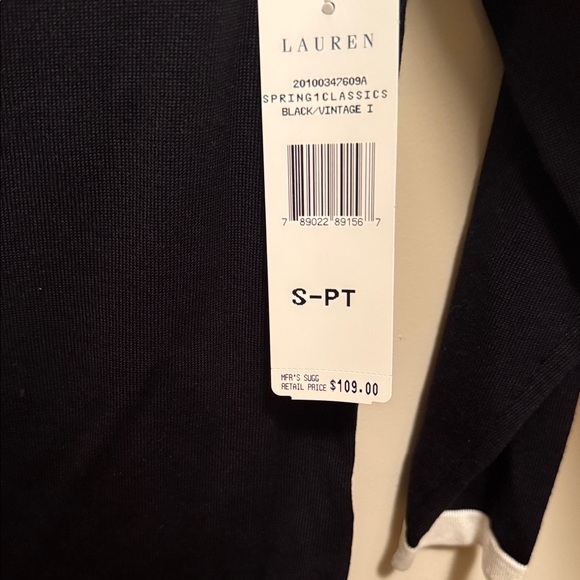 LAUREN
20100347609A
SPRING1CLASSICS
BLACK/VINTAGE I
7 89022 89156 7
S-PT
MFR'S SUGG
RETAIL PRICE $109.00